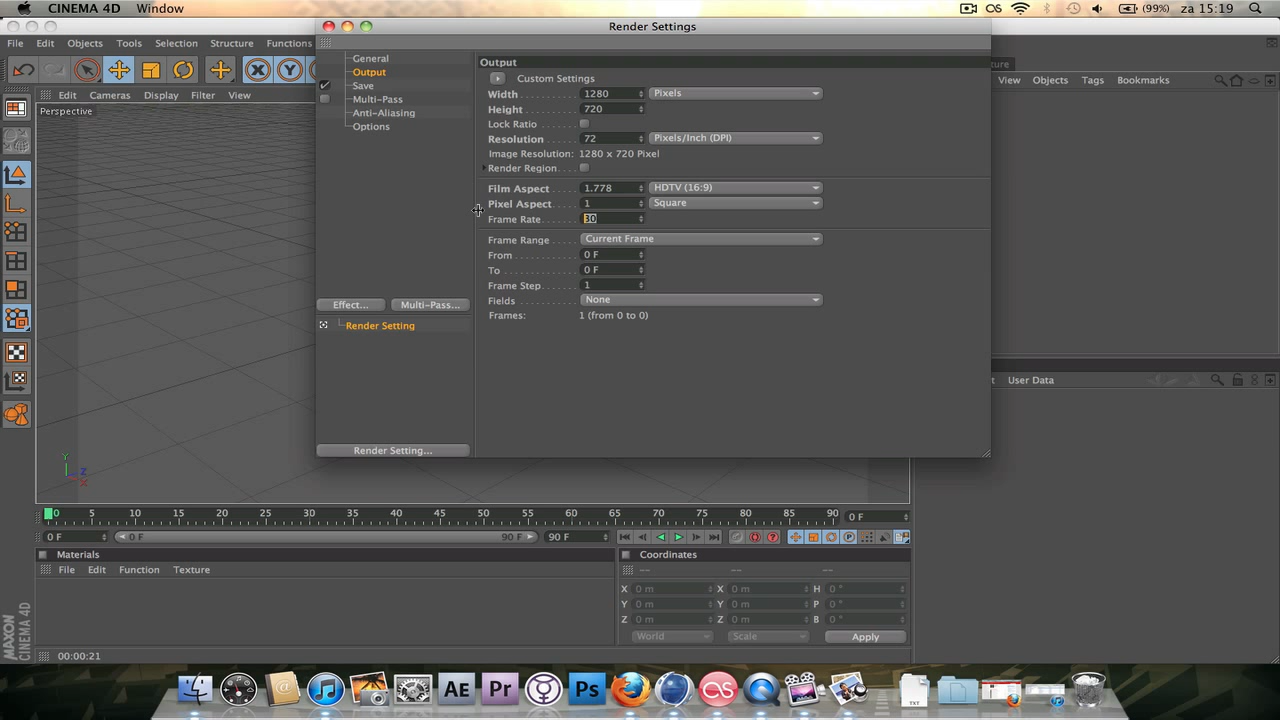 CINEMA 4D Window
(99%) za 15:19
Render Settings
File Edit Objects Tools Selection Structure Functions
View Objects Tags Bookmarks
Edit Cameras Display Filter View
Perspective
General
Output
Save
Multi-Pass
Anti-Aliasing
Options
Effect... Multi-Pass...
Render Setting
Render Setting...
Output
Custom Settings
Width 1280 Pixels
Height 720
Lock Ratio
Resolution 72 Pixels/Inch (DPI)
Image Resolution: 1280 x 720 Pixel
Render Region
Film Aspect 1.778 HDTV (16:9)
Pixel Aspect 1 Square
Frame Rate 30
Frame Range Current Frame
From 0 F
To 0 F
Frame Step 1
Fields None
Frames: 1 (from 0 to 0)
User Data
Y
Z
X
0 5 10 15 20 25 30 35 40 45 50 55 60 65 70 75 80 85 90 0 F
0 F 0 F 90 F 90 F
Materials
File Edit Function Texture
Coordinates
-- -- --
X 0 m X 0 m H 0 °
Y 0 m Y 0 m P 0 °
Z 0 m Z 0 m B 0 °
World Scale Apply
MAXON
CINEMA 4D
00:00:21
AE Pr Ps
TXT